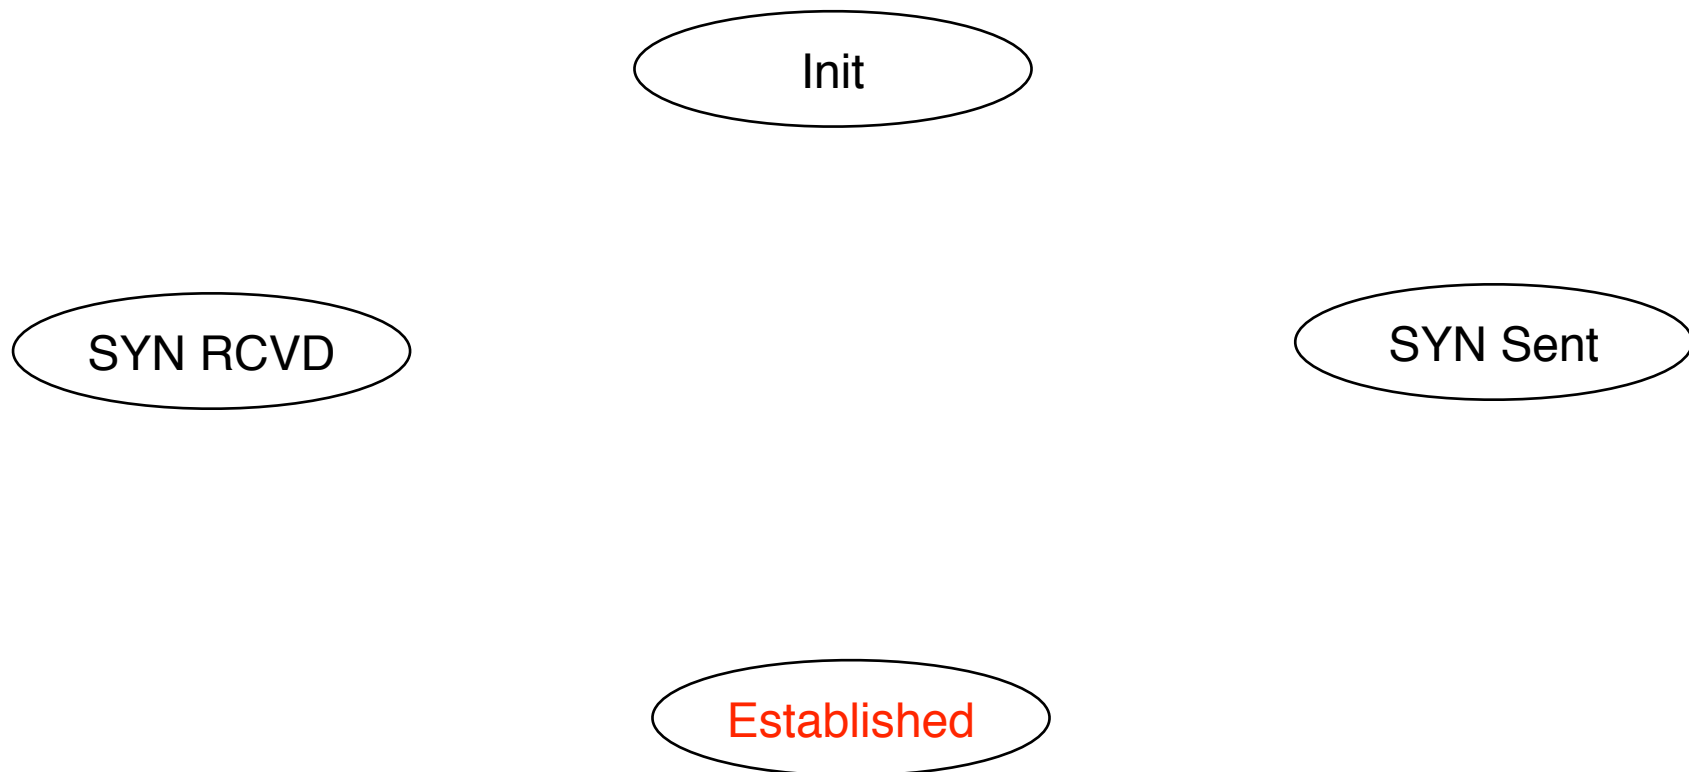 Init
SYN RCVD
SYN Sent
Established